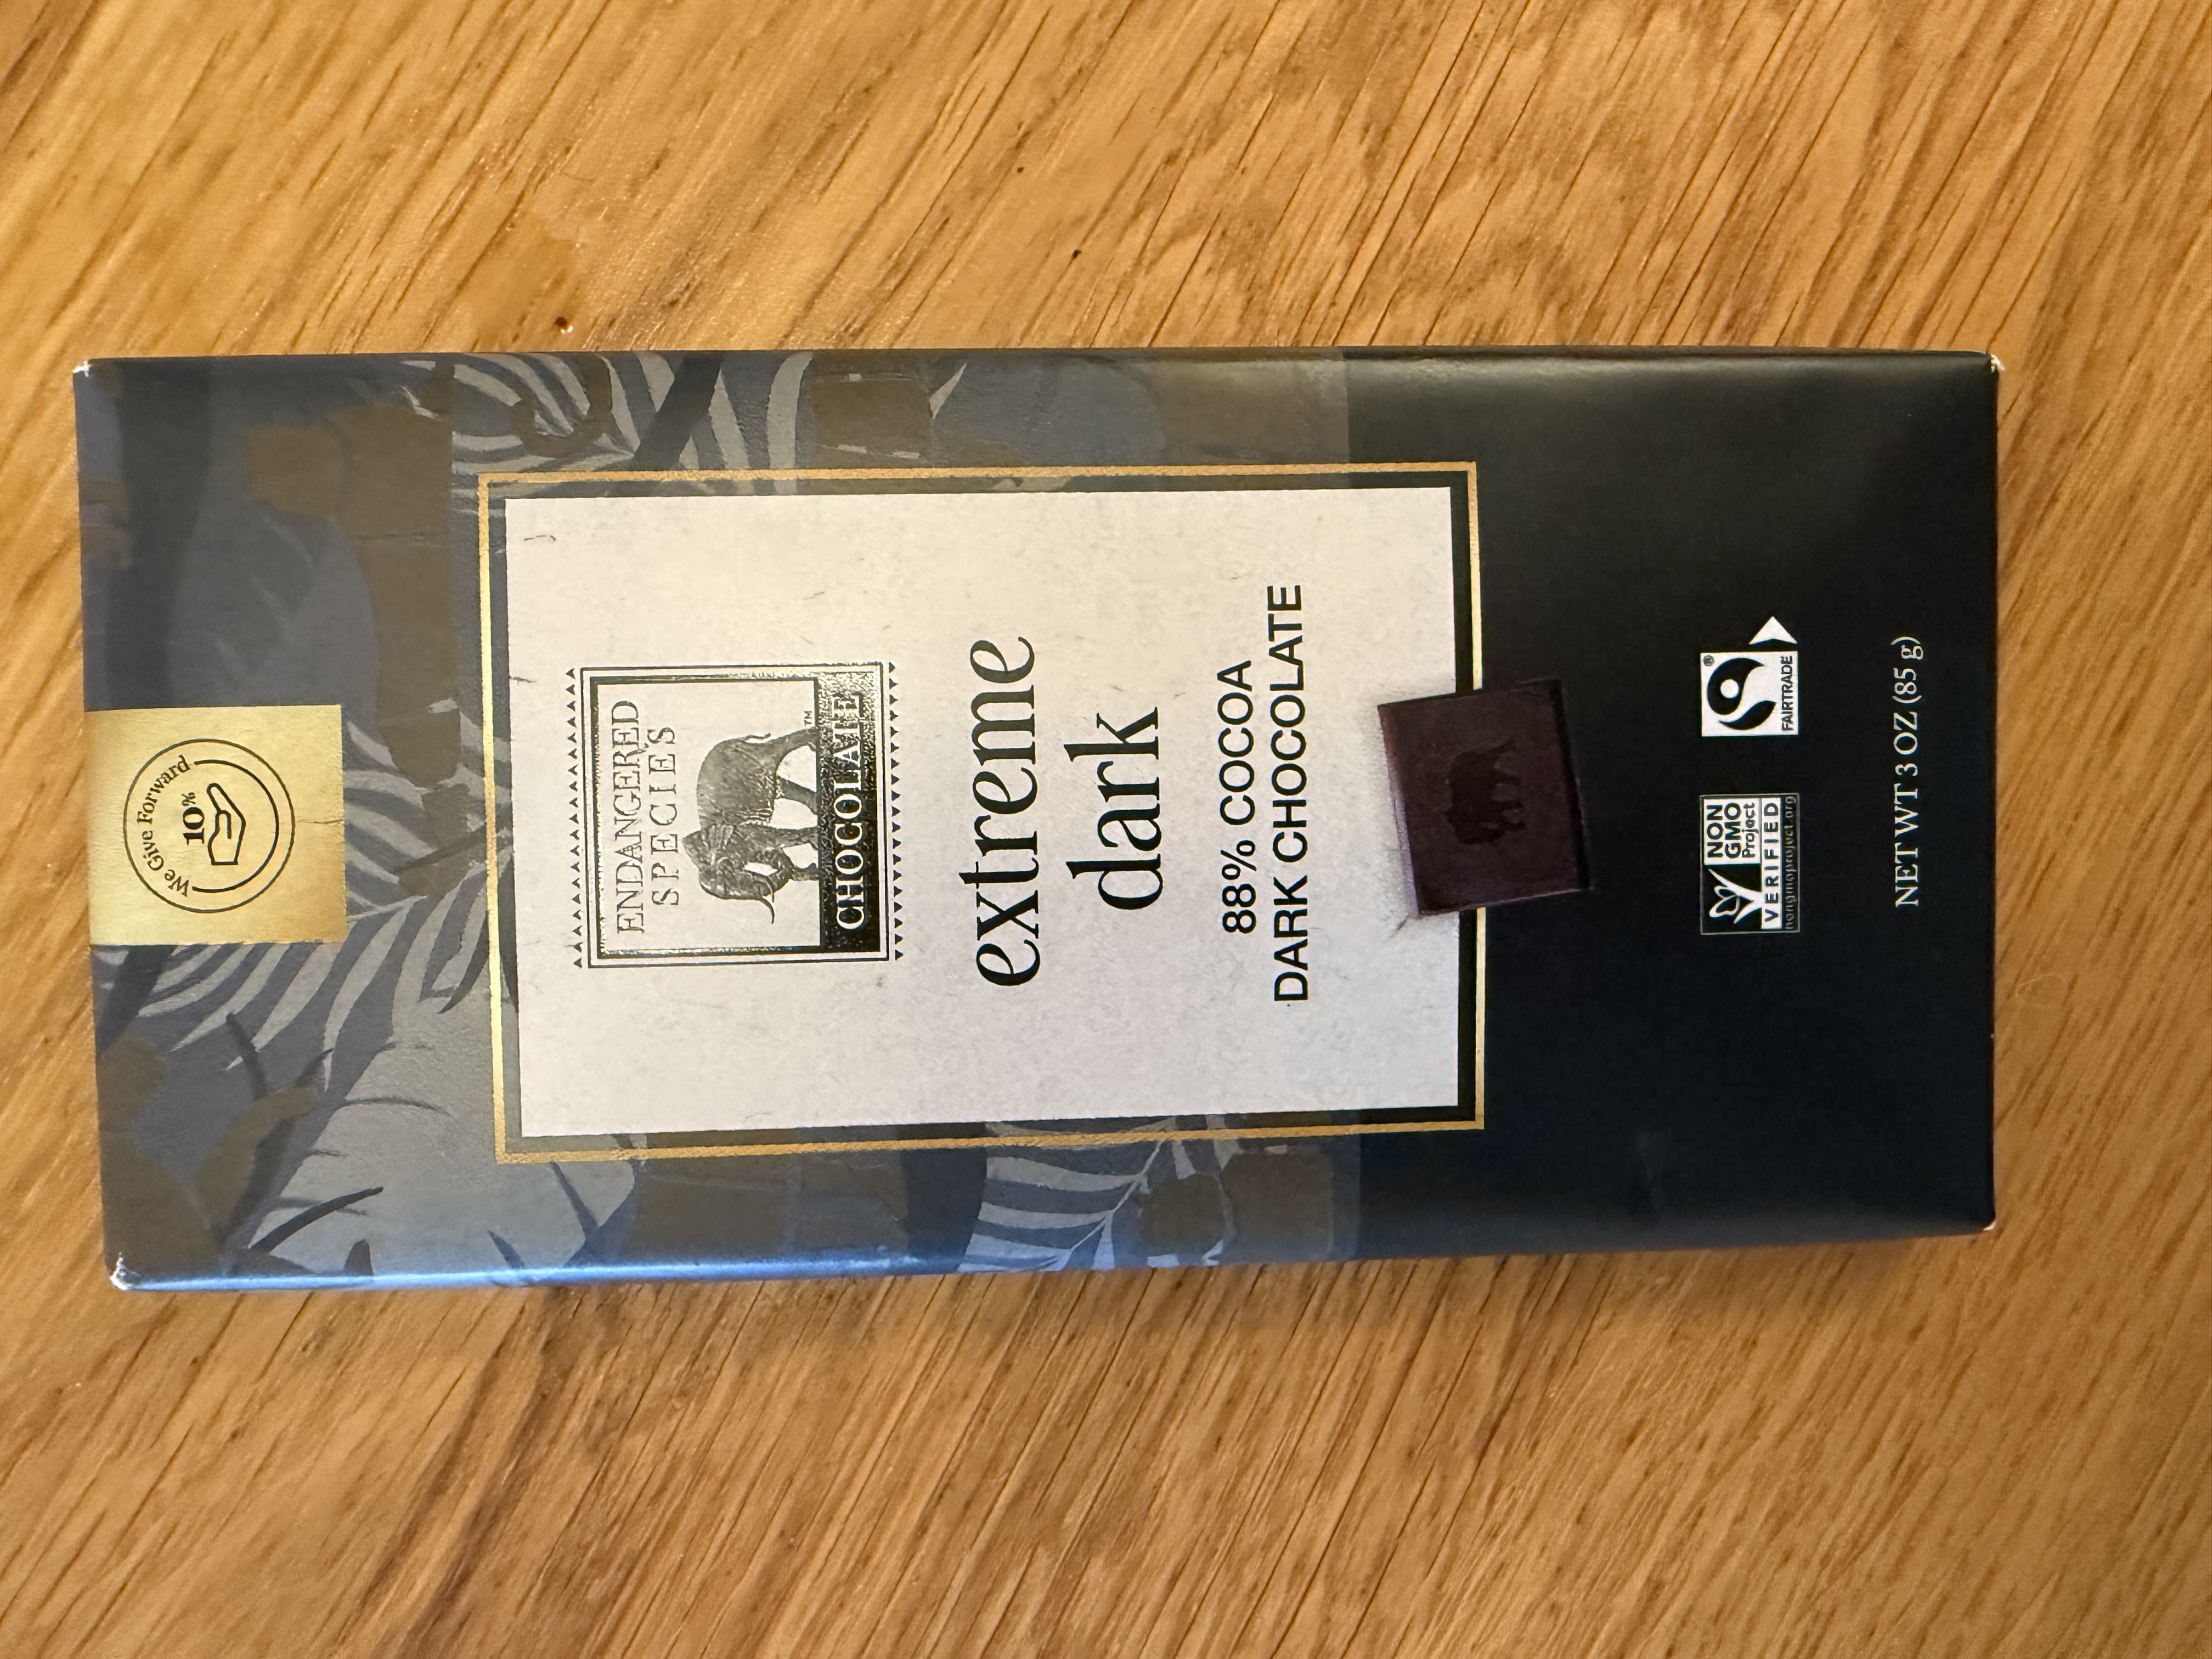 We Give Forward
10%
ENDANGERED
SPECIES
™
CHOCOLATE
extreme
dark
88% COCOA
DARK CHOCOLATE
NON
GMO
Project
VERIFIED
nongmoproject.org
®
FAIRTRADE
NET WT 3 OZ (85 g)